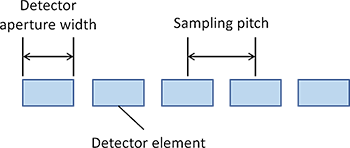 Detector
aperture width
Sampling pitch
Detector element